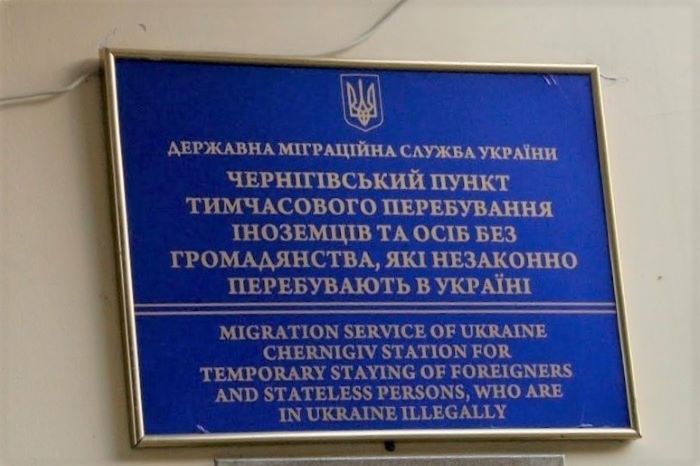 ДЕРЖАВНА МІГРАЦІЙНА СЛУЖБА УКРАЇНИ
ЧЕРНІГІВСЬКИЙ ПУНКТ
ТИМЧАСОВОГО ПЕРЕБУВАННЯ
ІНОЗЕМЦІВ ТА ОСІБ БЕЗ
ГРОМАДЯНСТВА, ЯКІ НЕЗАКОННО
ПЕРЕБУВАЮТЬ В УКРАЇНІ
MIGRATION SERVICE OF UKRAINE
CHERNIGIV STATION FOR
TEMPORARY STAYING OF FOREIGNERS
AND STATELESS PERSONS, WHO ARE
IN UKRAINE ILLEGALLY